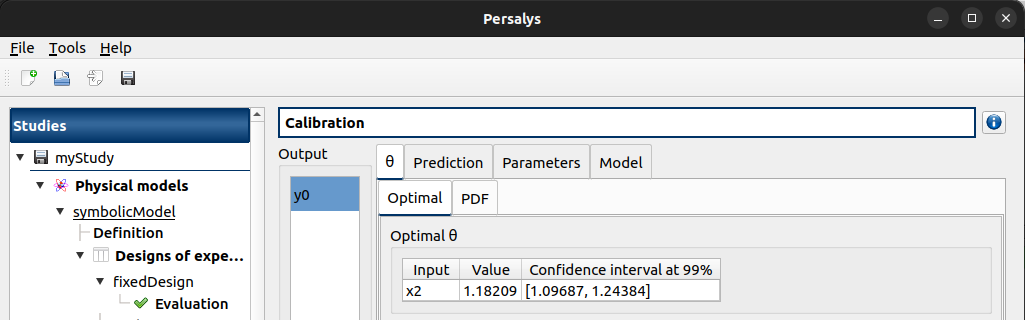 Persalys
File Tools Help
Studies
myStudy
Physical models
symbolicModel
Definition
Designs of expe...
fixedDesign
Evaluation
Calibration
Output
y0
θ Prediction Parameters Model
Optimal PDF
Optimal θ
Input Value Confidence interval at 99%
x2 1.18209 [1.09687, 1.24384]